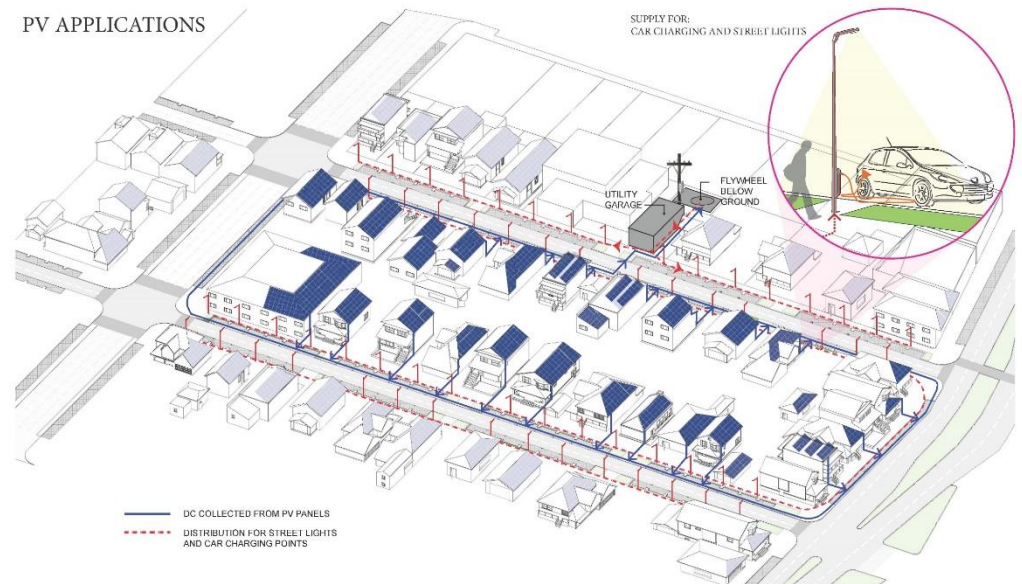 PV APPLICATIONS
SUPPLY FOR:
CAR CHARGING AND STREET LIGHTS
UTILITY
GARAGE
FLYWHEEL
BELOW
GROUND
DC COLLECTED FROM PV PANELS
DISTRIBUTION FOR STREET LIGHTS
AND CAR CHARGING POINTS